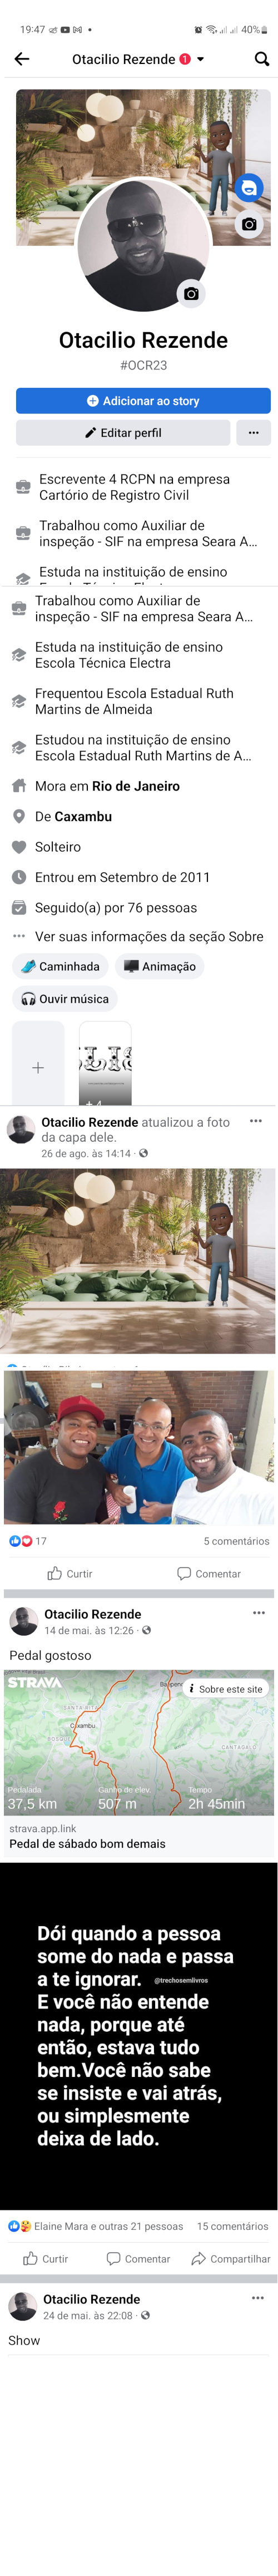 19:47
40%
Otacilio Rezende 1
Otacilio Rezende
#OCR23
Adicionar ao story
Editar perfil
Escrevente 4 RCPN na empresa
Cartório de Registro Civil
Trabalhou como Auxiliar de
inspeção - SIF na empresa Seara A...
Estuda na instituição de ensino
Trabalhou como Auxiliar de
inspeção - SIF na empresa Seara A...
Estuda na instituição de ensino
Escola Técnica Electra
Frequentou Escola Estadual Ruth
Martins de Almeida
Estudou na instituição de ensino
Escola Estadual Ruth Martins de A...
Mora em Rio de Janeiro
De Caxambu
Solteiro
Entrou em Setembro de 2011
Seguido(a) por 76 pessoas
Ver suas informações da seção Sobre
Caminhada
Animação
Ouvir música
+
+ 4
Otacilio Rezende atualizou a foto
da capa dele.
26 de ago. às 14:14 ·
17
5 comentários
Curtir
Comentar
Otacilio Rezende
14 de mai. às 12:26 ·
Pedal gostoso
STRAVA
Sobre este site
SANTA RITA
Caxambu
BOSQUE
CANTAGALO
Pedalada
Ganho de elev.
Tempo
37,5 km
507 m
2h 45min
strava.app.link
Pedal de sábado bom demais
Dói quando a pessoa
some do nada e passa
a te ignorar. @trechosemlivros
E você não entende
nada, porque até
então, estava tudo
bem.Você não sabe
se insiste e vai atrás,
ou simplesmente
deixa de lado.
Elaine Mara e outras 21 pessoas
15 comentários
Curtir
Comentar
Compartilhar
Otacilio Rezende
24 de mai. às 22:08 ·
Show